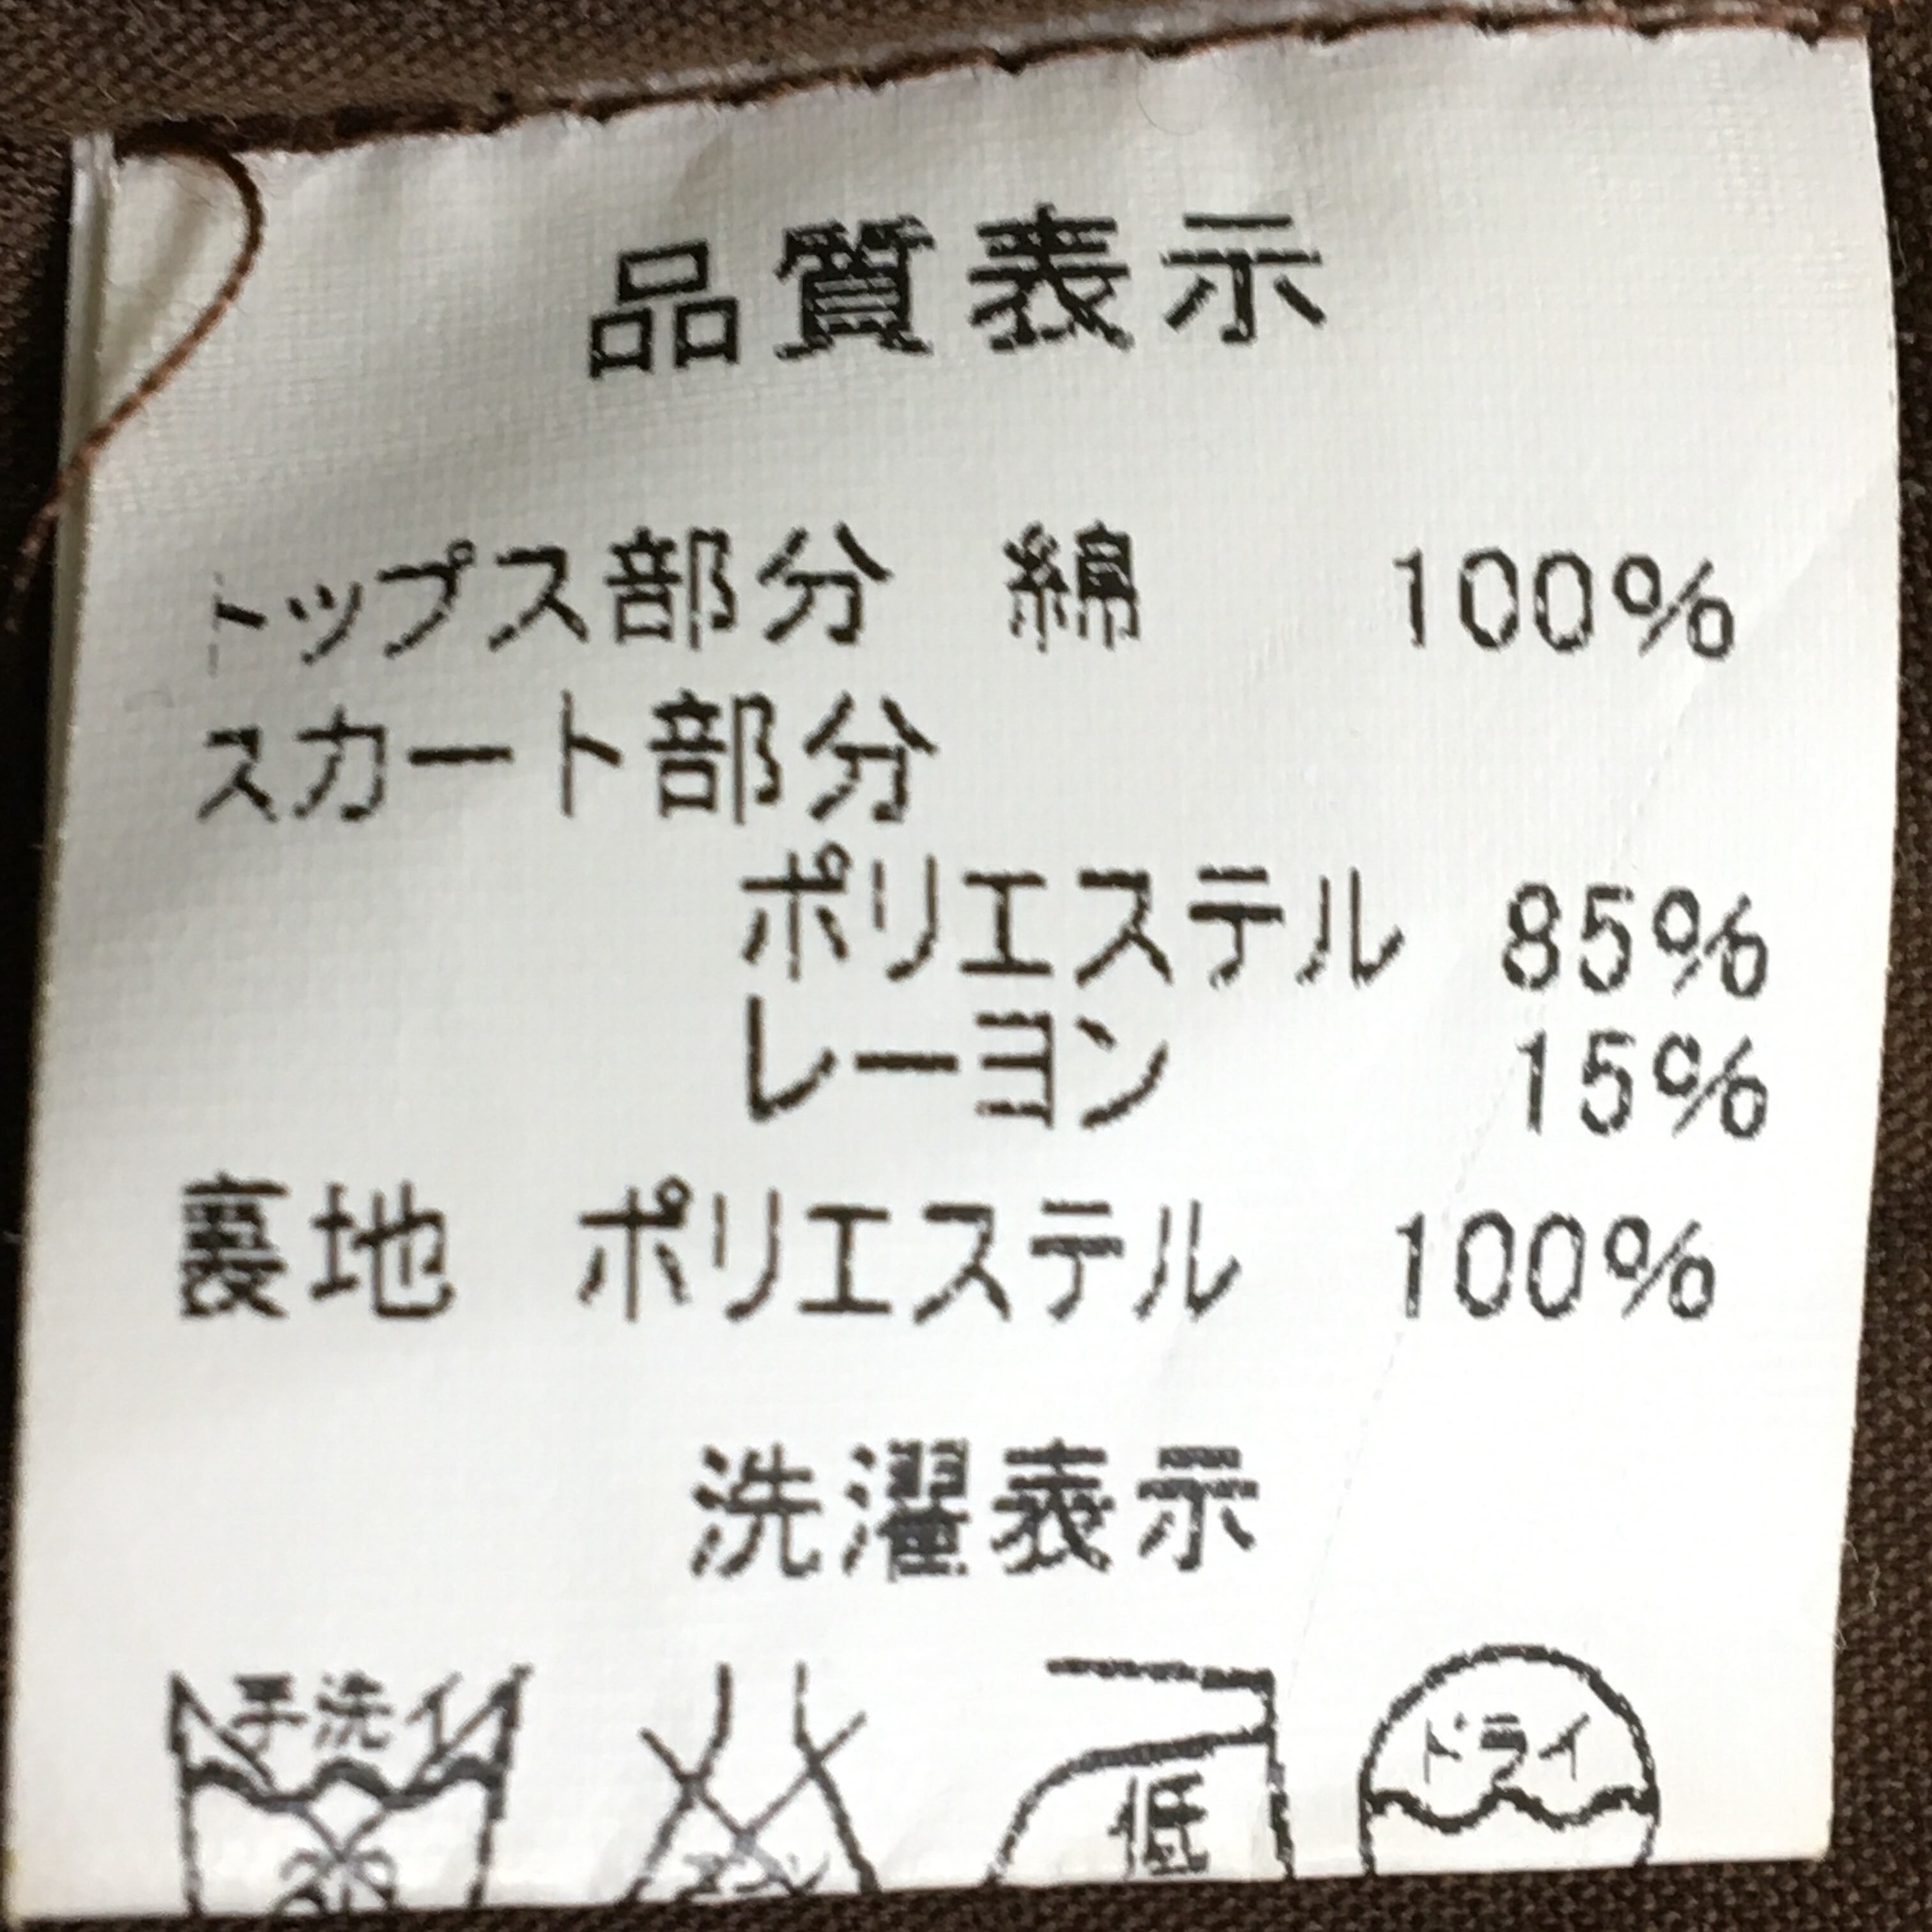 品質表示
トップス部分 綿 100%
スカート部分
ポリエステル 85%
レーヨン 15%
裏地 ポリエステル 100%
洗濯表示
手洗イ 低 ドライ